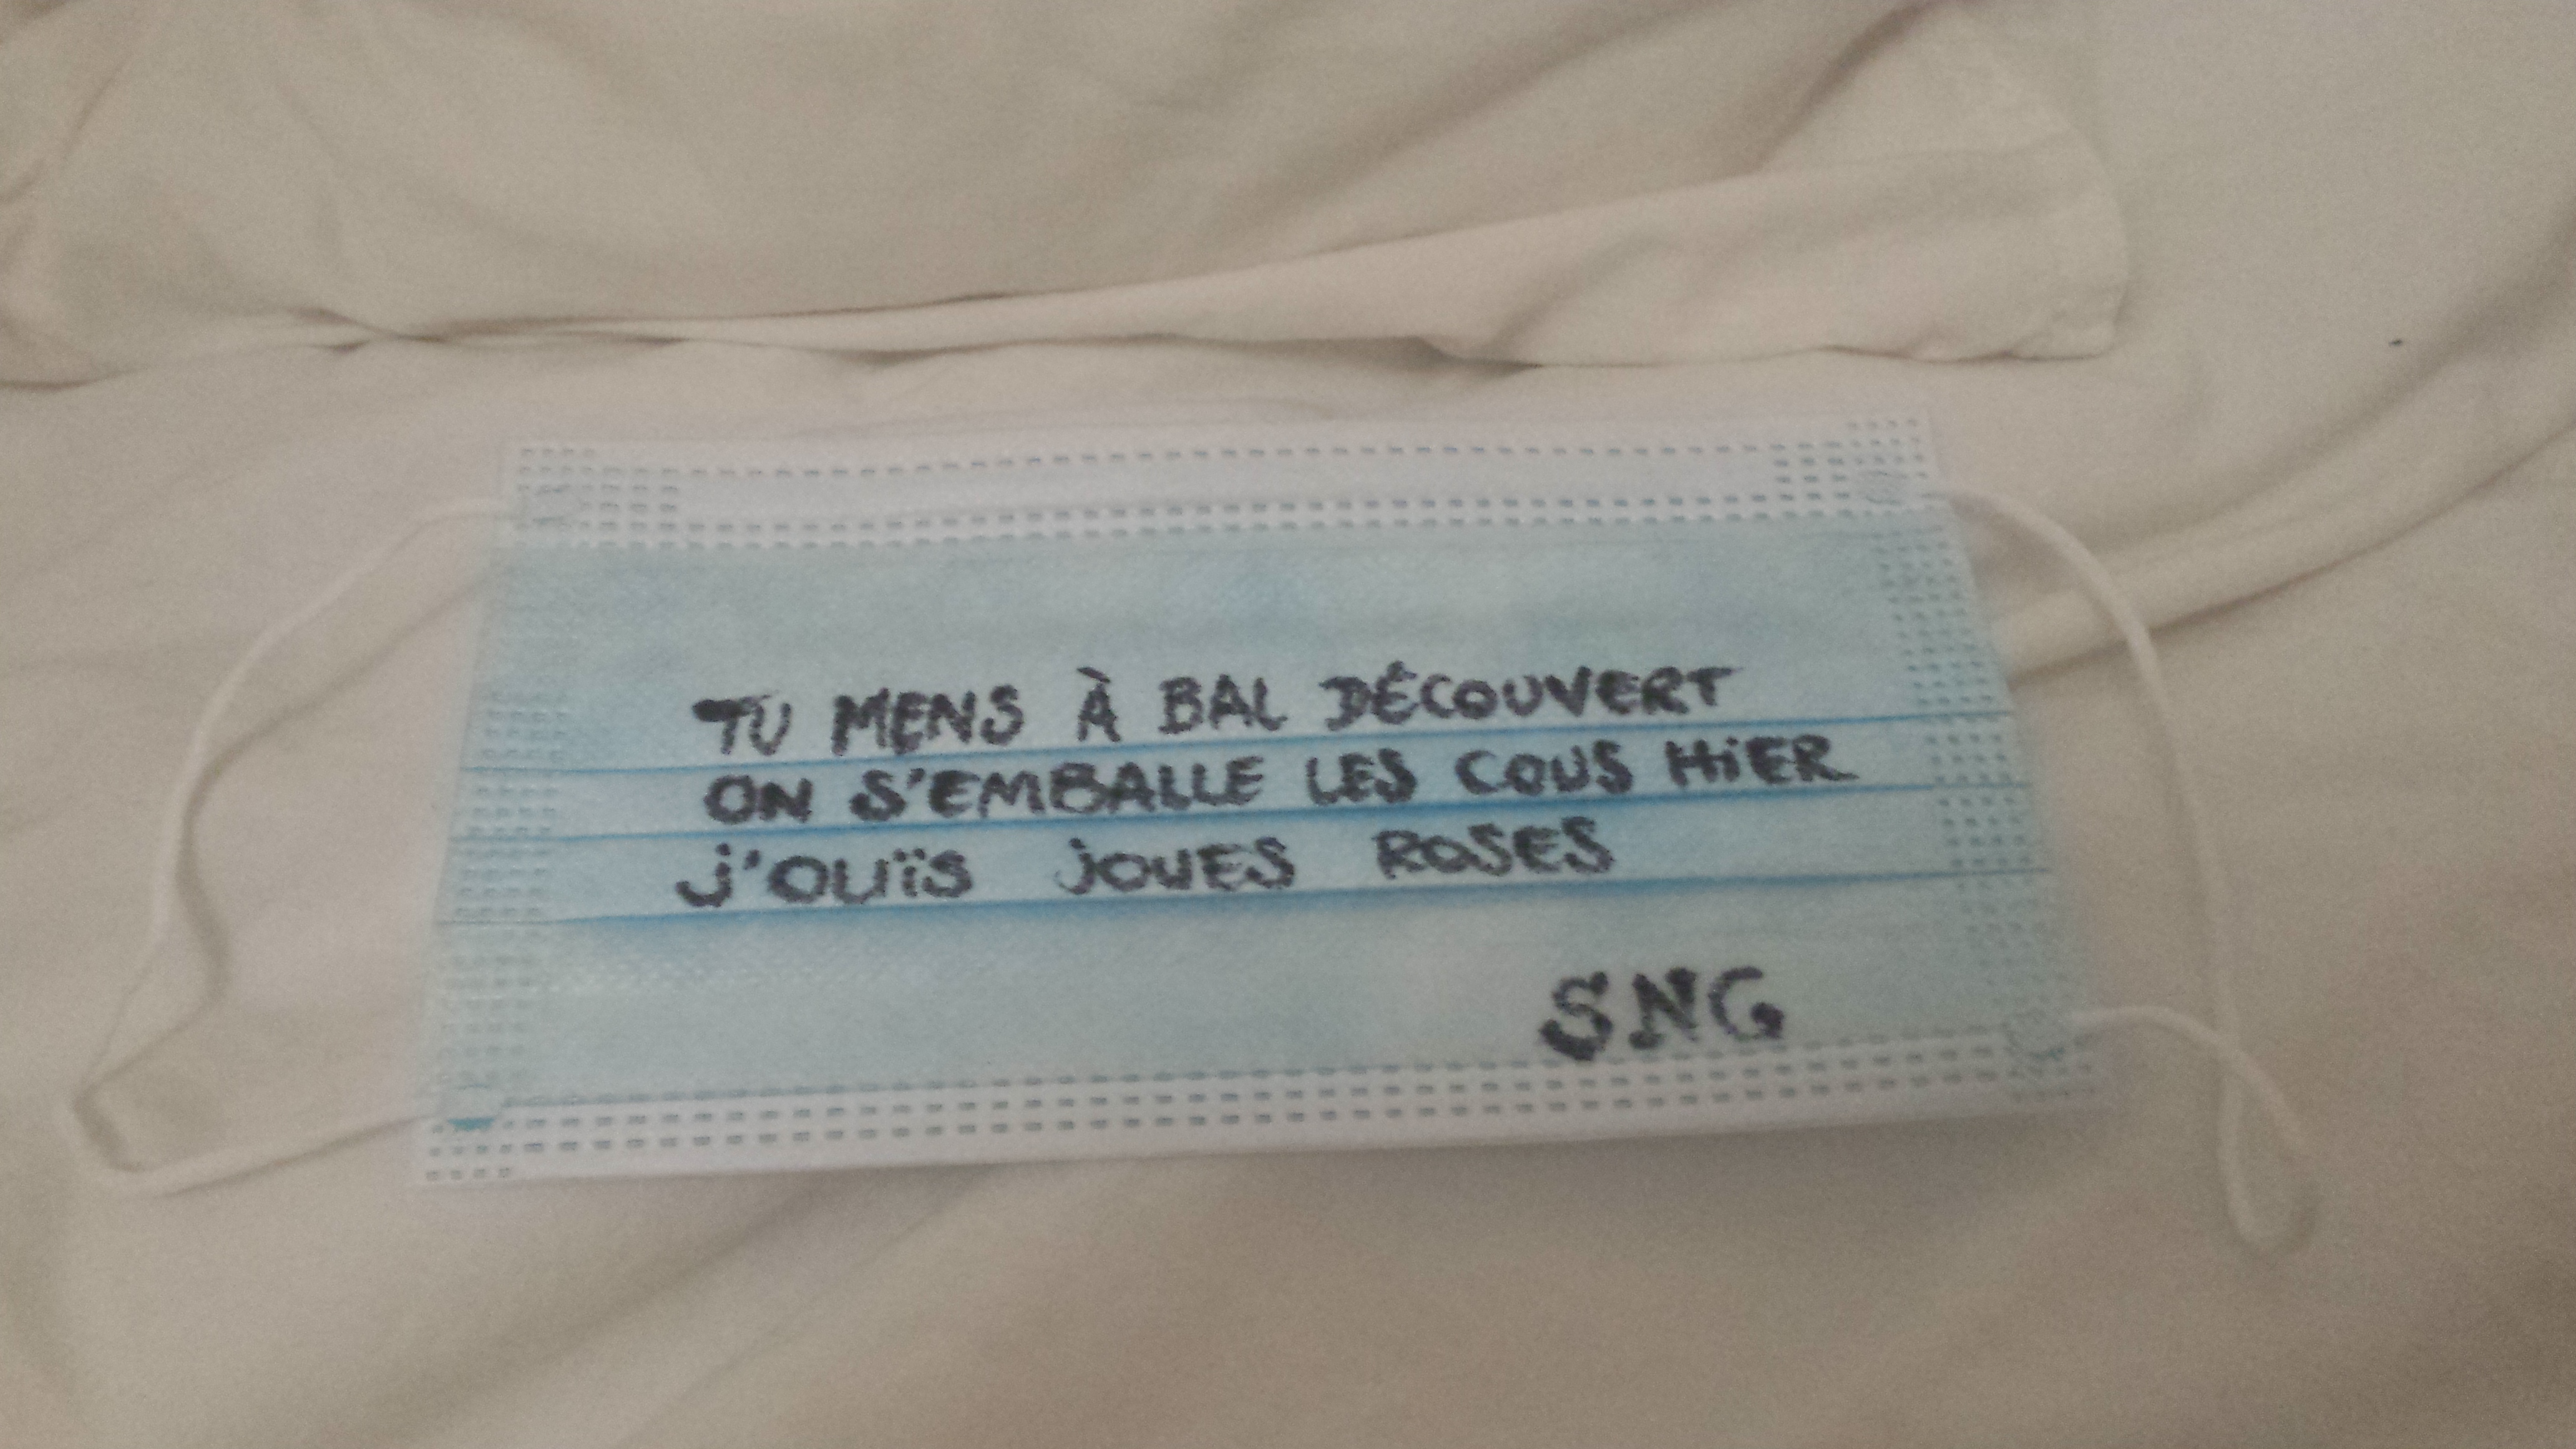 TU MENS À BAL DÉCOUVERT
ON S'EMBALLE LES COUS HiER
j'OUïS jOUES ROSES
SNG